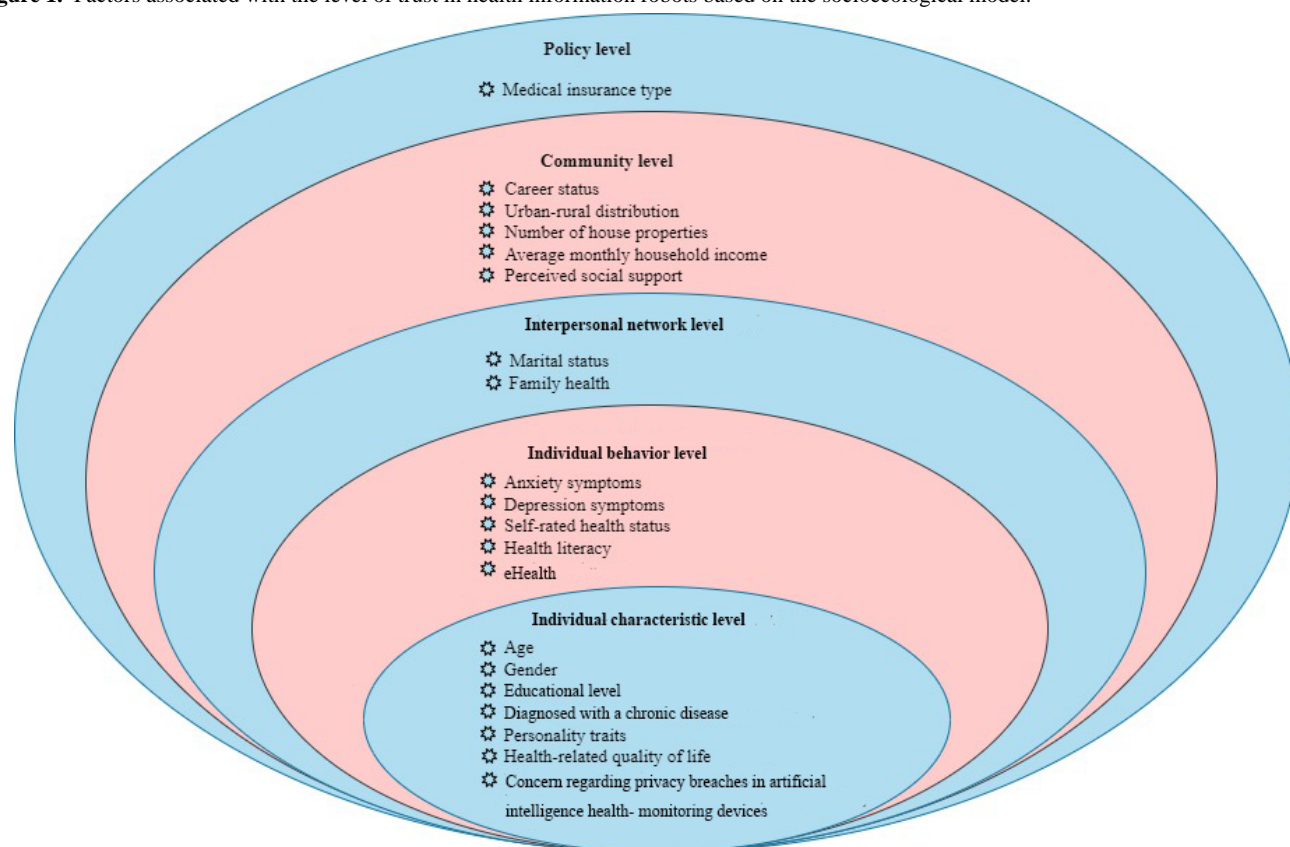 Figure 1. Factors associated with the level of trust in health information robots based on the socioecological model.
Policy level
Medical insurance type
Community level
Career status
Urban-rural distribution
Number of house properties
Average monthly household income
Perceived social support
Interpersonal network level
Marital status
Family health
Individual behavior level
Anxiety symptoms
Depression symptoms
Self-rated health status
Health literacy
eHealth
Individual characteristic level
Age
Gender
Educational level
Diagnosed with a chronic disease
Personality traits
Health-related quality of life
Concern regarding privacy breaches in artificial
intelligence health- monitoring devices